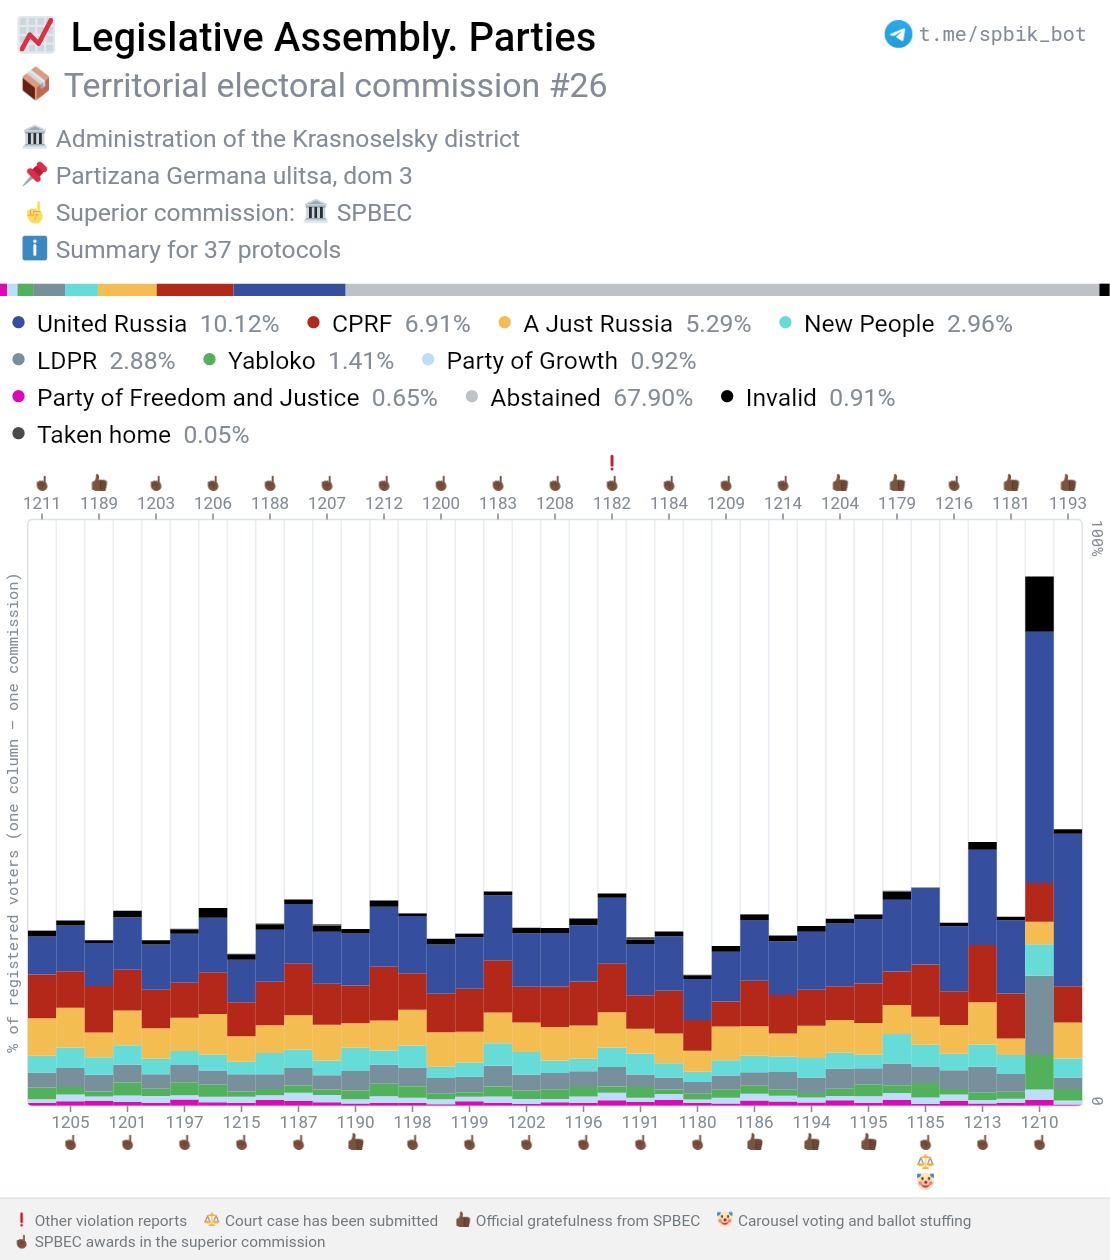 Legislative Assembly. Parties
t.me/spbik_bot
Territorial electoral commission #26
Administration of the Krasnoselsky district
Partizana Germana ulitsa, dom 3
Superior commission: SPBEC
Summary for 37 protocols
United Russia 10.12% CPRF 6.91% A Just Russia 5.29% New People 2.96%
LDPR 2.88% Yabloko 1.41% Party of Growth 0.92%
Party of Freedom and Justice 0.65% Abstained 67.90% Invalid 0.91%
Taken home 0.05%
1211 1189 1203 1206 1188 1207 1212 1200 1183 1208 1182 1184 1209 1214 1204 1179 1216 1181 1193
100%
% of registered voters (one column – one commission)
0
1205 1201 1197 1215 1187 1190 1198 1199 1202 1196 1191 1180 1186 1194 1195 1185 1213 1210
Other violation reports Court case has been submitted Official gratefulness from SPBEC Carousel voting and ballot stuffing
SPBEC awards in the superior commission